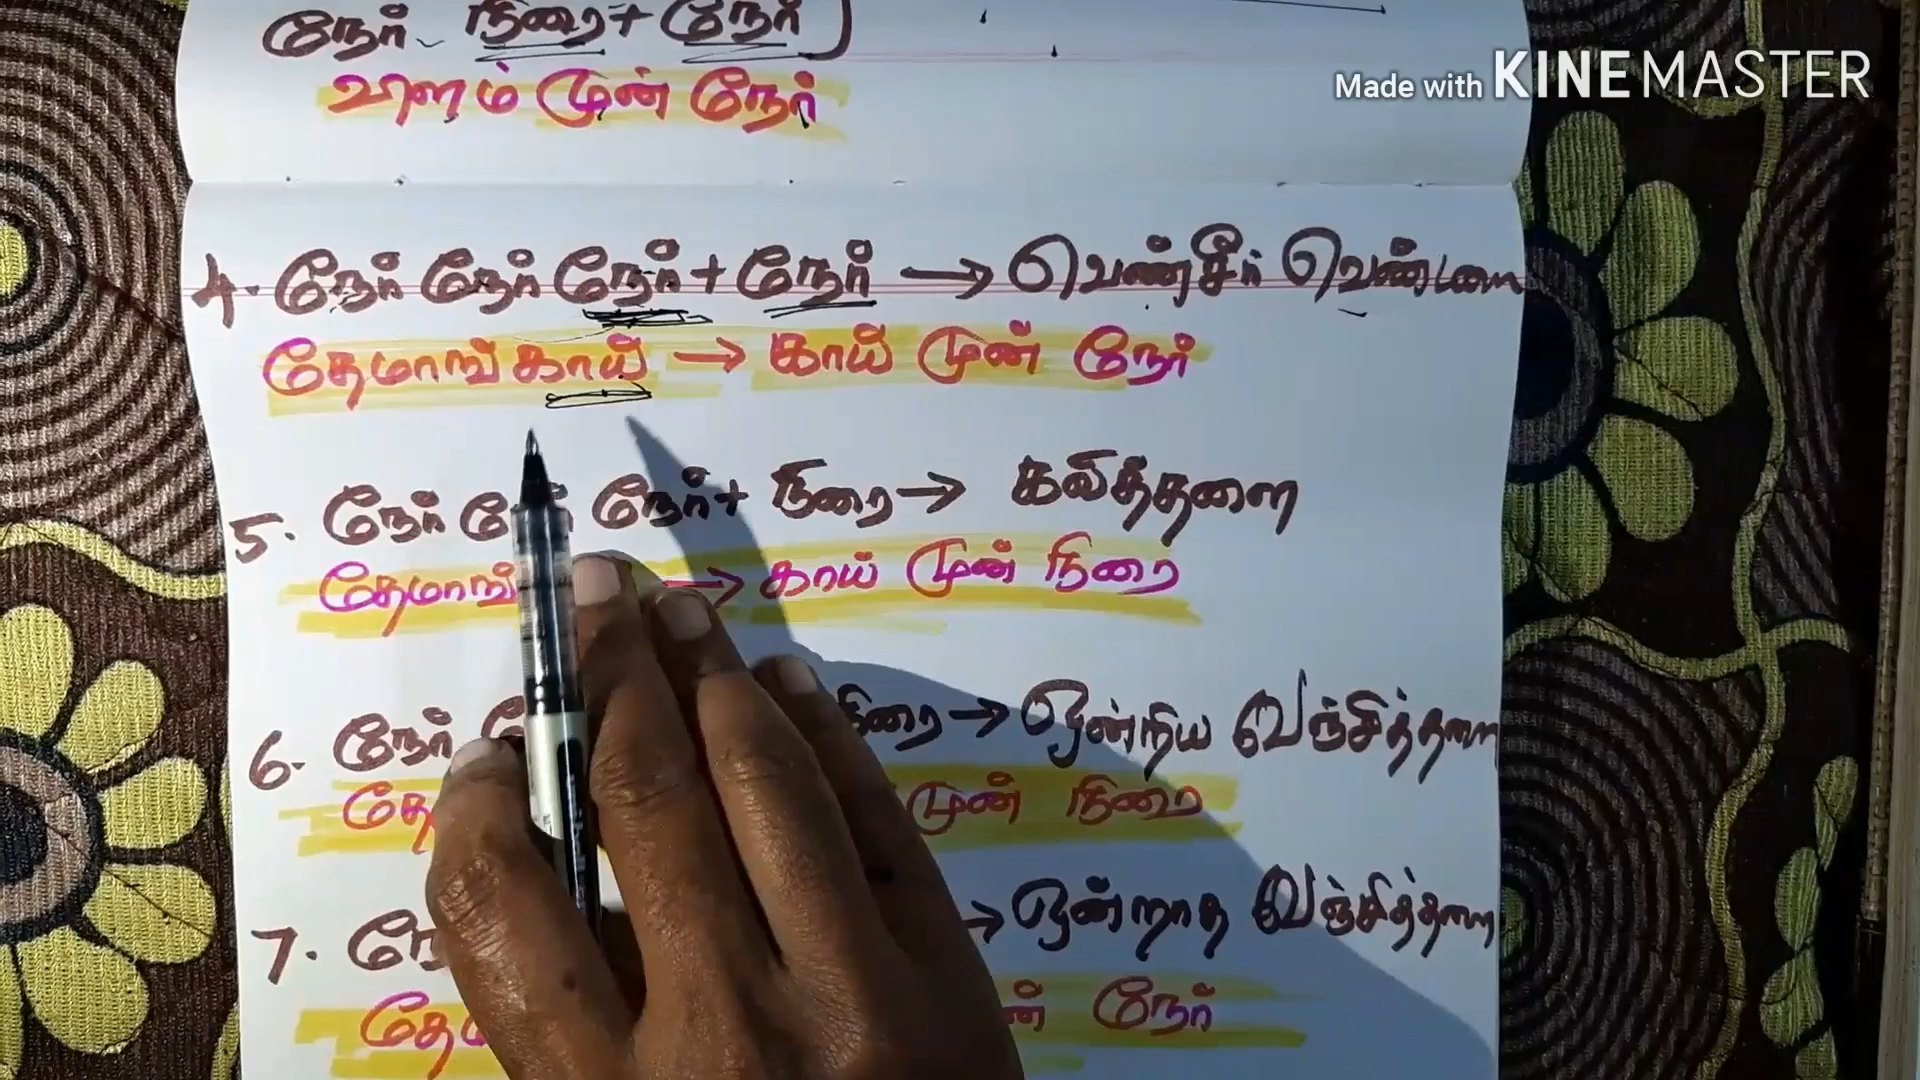 நேர் நிரை + நேர்)
Made with KINEMASTER
விளம் முன் நேர்
4. நேர் நேர் நேர் + நேர் → வெண்சீர் வெண்டளை
தேமாங்காய் → காய் முன் நேர்
5. நேர் நேர் + நிரை → கலித்தளை
தேமாங் → காய் முன் நிரை
6. நேர் → ஒன்றிய வஞ்சித்தளை
முன் நிரை
7. → ஒன்றாத வஞ்சித்தளை
நேர்